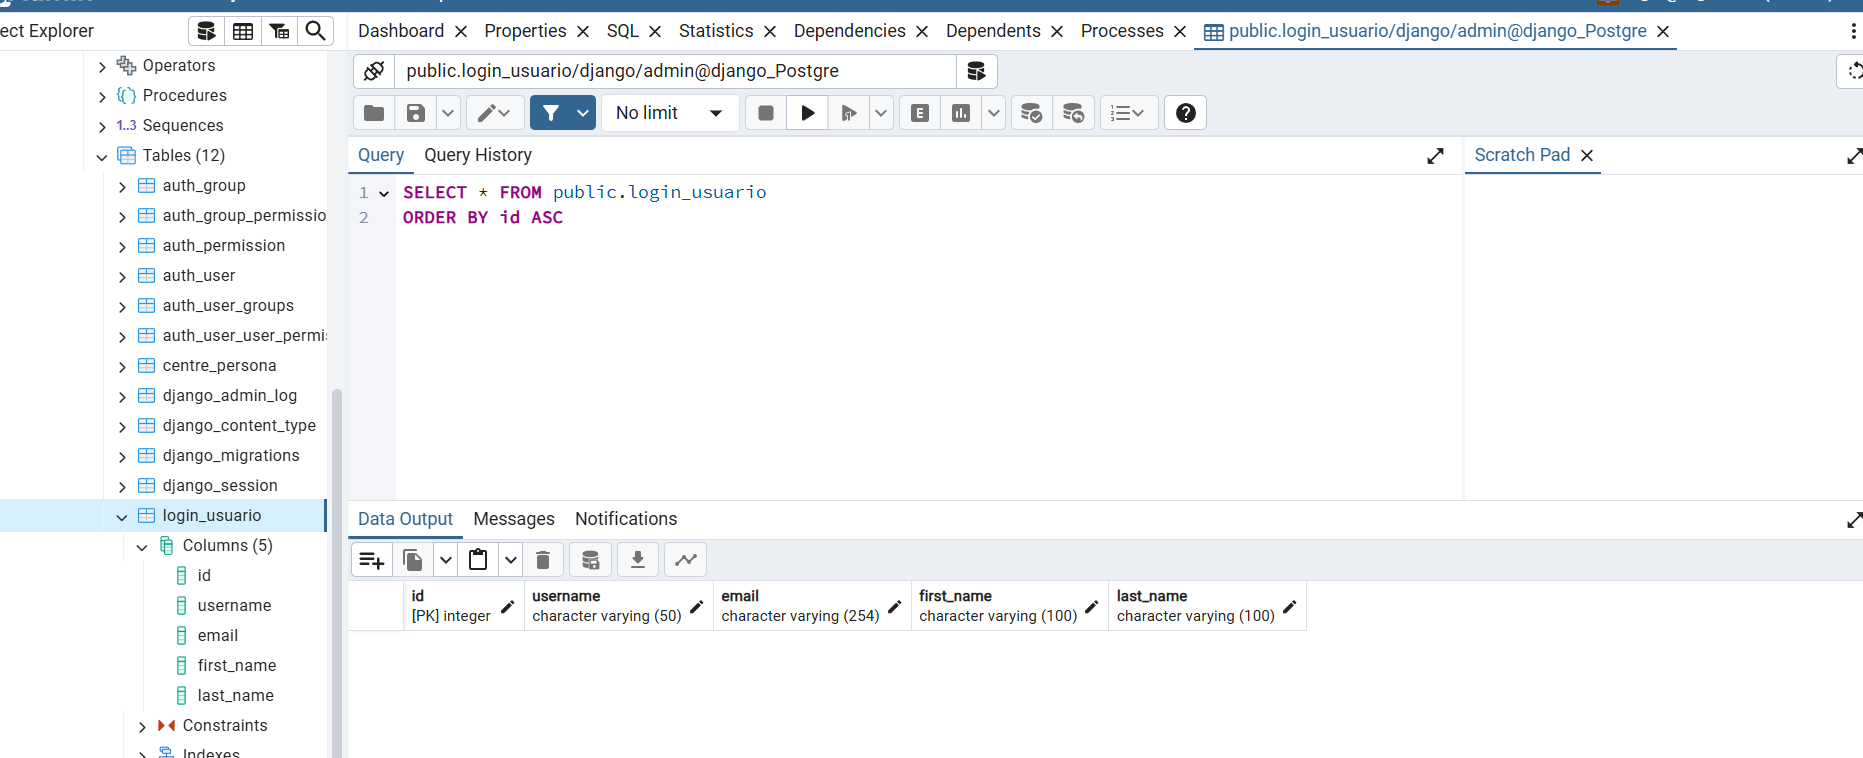 ect Explorer
Dashboard
Properties
SQL
Statistics
Dependencies
Dependents
Processes
public.login_usuario/django/admin@django_Postgre
Operators
Procedures
1..3 Sequences
Tables (12)
auth_group
auth_group_permissio
auth_permission
auth_user
auth_user_groups
auth_user_user_permi
centre_persona
django_admin_log
django_content_type
django_migrations
django_session
login_usuario
Columns (5)
id
username
email
first_name
last_name
Constraints
Indexes
public.login_usuario/django/admin@django_Postgre
No limit
E
Query
Query History
Scratch Pad
1 SELECT * FROM public.login_usuario
2 ORDER BY id ASC
Data Output
Messages
Notifications
id
[PK] integer
username
character varying (50)
email
character varying (254)
first_name
character varying (100)
last_name
character varying (100)